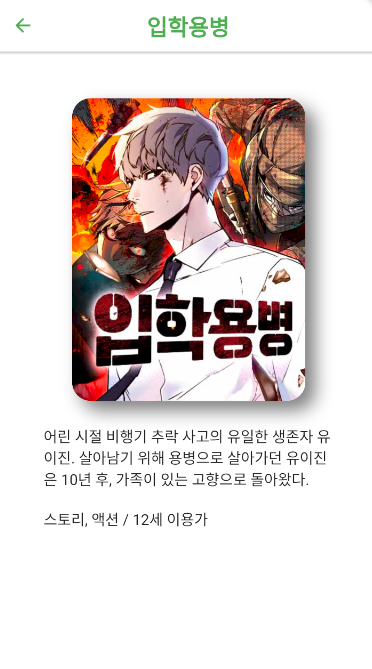 입학용병
입학용병
어린 시절 비행기 추락 사고의 유일한 생존자 유
이진. 살아남기 위해 용병으로 살아가던 유이진
은 10년 후, 가족이 있는 고향으로 돌아왔다.
스토리, 액션 / 12세 이용가